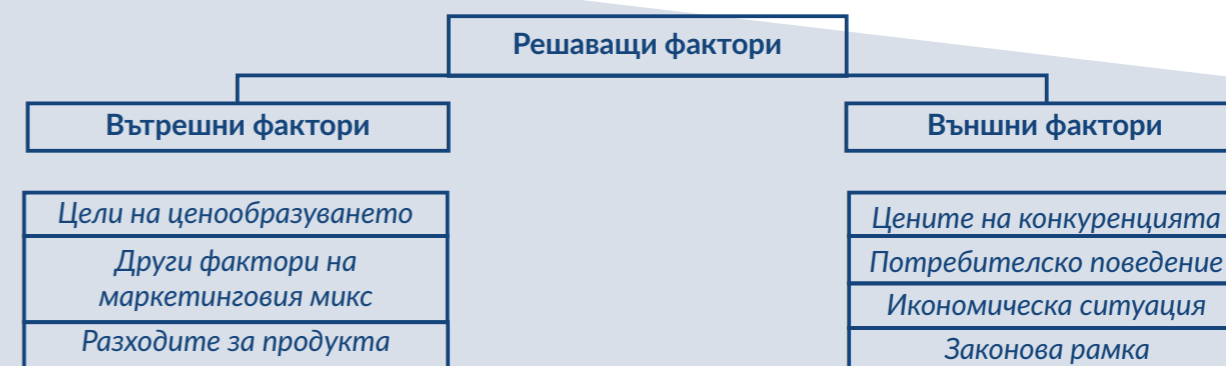 Решаващи фактори
Вътрешни фактори
Външни фактори
Цели на ценообразуването
Други фактори на
маркетинговия микс
Разходите за продукта
Цените на конкуренцията
Потребителско поведение
Икономическа ситуация
Законова рамка